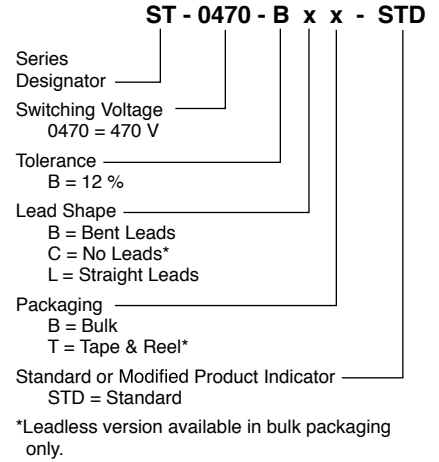 ST - 0470 - B x x - STD
Series
Designator
Switching Voltage
0470 = 470 V
Tolerance
B = 12 %
Lead Shape
B = Bent Leads
C = No Leads*
L = Straight Leads
Packaging
B = Bulk
T = Tape & Reel*
Standard or Modified Product Indicator
STD = Standard
*Leadless version available in bulk packaging
only.